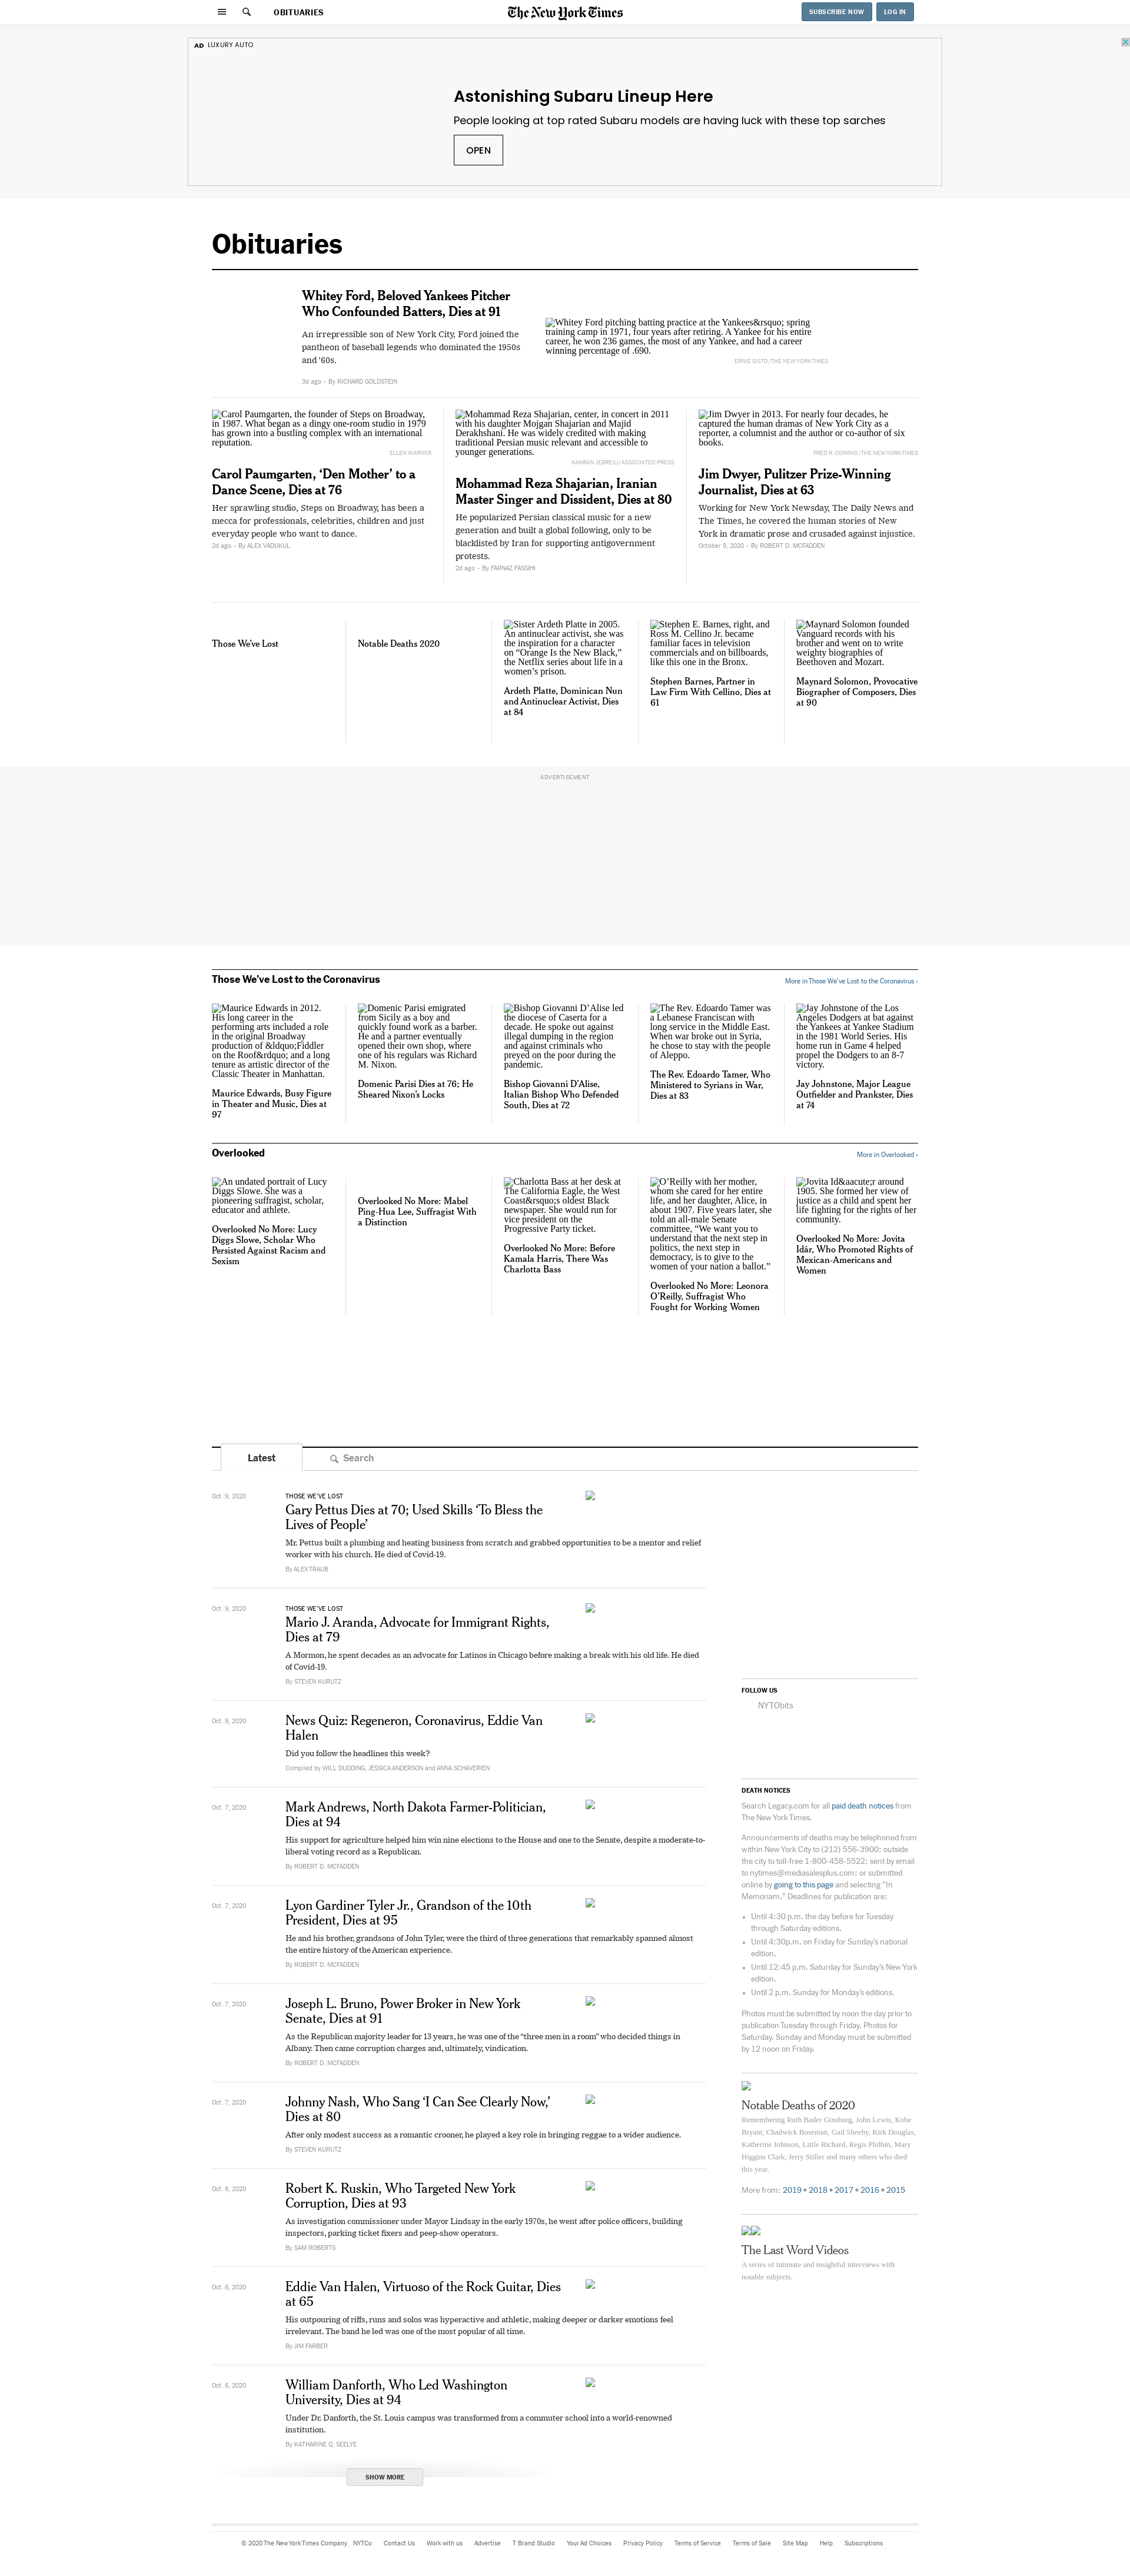 OBITUARIES
The New York Times
SUBSCRIBE NOW
LOG IN
AD LUXURY AUTO
Astonishing Subaru Lineup Here
People looking at top rated Subaru models are having luck with these top sarches
OPEN
Obituaries
Whitey Ford, Beloved Yankees Pitcher
Who Confounded Batters, Dies at 91
An irrepressible son of New York City, Ford joined the
pantheon of baseball legends who dominated the 1950s
and '60s.
3d ago • By RICHARD GOLDSTEIN
Whitey Ford pitching batting practice at the Yankees&rsquo; spring
training camp in 1971, four years after retiring. A Yankee for his entire
career, he won 236 games, the most of any Yankee, and had a career
winning percentage of .690.
ERNIE SISTO/THE NEW YORK TIMES
Carol Paumgarten, the founder of Steps on Broadway,
in 1987. What began as a dingy one-room studio in 1979
has grown into a bustling complex with an international
reputation.
ELLEN WARNER
Carol Paumgarten, ‘Den Mother’ to a
Dance Scene, Dies at 76
Her sprawling studio, Steps on Broadway, has been a
mecca for professionals, celebrities, children and just
everyday people who want to dance.
2d ago • By ALEX VADUKUL
Mohammad Reza Shajarian, center, in concert in 2011
with his daughter Mojgan Shajarian and Majid
Derakhshani. He was widely credited with making
traditional Persian music relevant and accessible to
younger generations.
KAMRAN JEBREILI/ASSOCIATED PRESS
Mohammad Reza Shajarian, Iranian
Master Singer and Dissident, Dies at 80
He popularized Persian classical music for a new
generation and built a global following, only to be
blacklisted by Iran for supporting antigovernment
protests.
2d ago • By FARNAZ FASSIHI
Jim Dwyer in 2013. For nearly four decades, he
captured the human dramas of New York City as a
reporter, a columnist and the author or co-author of six
books.
FRED R. CONRAD/THE NEW YORK TIMES
Jim Dwyer, Pulitzer Prize-Winning
Journalist, Dies at 63
Working for New York Newsday, The Daily News and
The Times, he covered the human stories of New
York in dramatic prose and crusaded against injustice.
October 9, 2020 • By ROBERT D. MCFADDEN
Those We’ve Lost
Notable Deaths 2020
Sister Ardeth Platte in 2005.
An antinuclear activist, she was
the inspiration for a character
on “Orange Is the New Black,”
the Netflix series about life in a
women’s prison.
Ardeth Platte, Dominican Nun
and Antinuclear Activist, Dies
at 84
Stephen E. Barnes, right, and
Ross M. Cellino Jr. became
familiar faces in television
commercials and on billboards,
like this one in the Bronx.
Stephen Barnes, Partner in
Law Firm With Cellino, Dies at
61
Maynard Solomon founded
Vanguard records with his
brother and went on to write
weighty biographies of
Beethoven and Mozart.
Maynard Solomon, Provocative
Biographer of Composers, Dies
at 90
ADVERTISEMENT
Those We’ve Lost to the Coronavirus
More in Those We’ve Lost to the Coronavirus ›
Maurice Edwards in 2012.
His long career in the
performing arts included a role
in the original Broadway
production of &ldquo;Fiddler
on the Roof&rdquo; and a long
tenure as artistic director of the
Classic Theater in Manhattan.
Maurice Edwards, Busy Figure
in Theater and Music, Dies at
97
Domenic Parisi emigrated
from Sicily as a boy and
quickly found work as a barber.
He and a partner eventually
opened their own shop, where
one of his regulars was Richard
M. Nixon.
Domenic Parisi Dies at 76; He
Sheared Nixon’s Locks
Bishop Giovanni D’Alise led
the diocese of Caserta for a
decade. He spoke out against
illegal dumping in the region
and against criminals who
preyed on the poor during the
pandemic.
Bishop Giovanni D’Alise,
Italian Bishop Who Defended
South, Dies at 72
The Rev. Edoardo Tamer was
a Lebanese Franciscan with
long service in the Middle East.
When war broke out in Syria,
he chose to stay with the people
of Aleppo.
The Rev. Edoardo Tamer, Who
Ministered to Syrians in War,
Dies at 83
Jay Johnstone of the Los
Angeles Dodgers at bat against
the Yankees at Yankee Stadium
in the 1981 World Series. His
home run in Game 4 helped
propel the Dodgers to an 8-7
victory.
Jay Johnstone, Major League
Outfielder and Prankster, Dies
at 74
Overlooked
More in Overlooked ›
An undated portrait of Lucy
Diggs Slowe. She was a
pioneering suffragist, scholar,
educator and athlete.
Overlooked No More: Lucy
Diggs Slowe, Scholar Who
Persisted Against Racism and
Sexism
Overlooked No More: Mabel
Ping-Hua Lee, Suffragist With
a Distinction
Charlotta Bass at her desk at
The California Eagle, the West
Coast&rsquo;s oldest Black
newspaper. She would run for
vice president on the
Progressive Party ticket.
Overlooked No More: Before
Kamala Harris, There Was
Charlotta Bass
O’Reilly with her mother,
whom she cared for her entire
life, and her daughter, Alice, in
about 1907. Five years later, she
told an all-male Senate
committee, “We want you to
understand that the next step in
politics, the next step in
democracy, is to give to the
women of your nation a ballot.”
Overlooked No More: Leonora
O’Reilly, Suffragist Who
Fought for Working Women
Jovita Id&aacute;r around
1905. She formed her view of
justice as a child and spent her
life fighting for the rights of her
community.
Overlooked No More: Jovita
Idár, Who Promoted Rights of
Mexican-Americans and
Women
Latest
Search
Oct. 9, 2020
THOSE WE’VE LOST
Gary Pettus Dies at 70; Used Skills ‘To Bless the
Lives of People’
Mr. Pettus built a plumbing and heating business from scratch and grabbed opportunities to be a mentor and relief
worker with his church. He died of Covid-19.
By ALEX TRAUB
Oct. 9, 2020
THOSE WE’VE LOST
Mario J. Aranda, Advocate for Immigrant Rights,
Dies at 79
A Mormon, he spent decades as an advocate for Latinos in Chicago before making a break with his old life. He died
of Covid-19.
By STEVEN KURUTZ
Oct. 9, 2020
News Quiz: Regeneron, Coronavirus, Eddie Van
Halen
Did you follow the headlines this week?
Compiled by WILL DUDDING, JESSICA ANDERSON and ANNA SCHAVERIEN
Oct. 7, 2020
Mark Andrews, North Dakota Farmer-Politician,
Dies at 94
His support for agriculture helped him win nine elections to the House and one to the Senate, despite a moderate-to-
liberal voting record as a Republican.
By ROBERT D. MCFADDEN
Oct. 7, 2020
Lyon Gardiner Tyler Jr., Grandson of the 10th
President, Dies at 95
He and his brother, grandsons of John Tyler, were the third of three generations that remarkably spanned almost
the entire history of the American experience.
By ROBERT D. MCFADDEN
Oct. 7, 2020
Joseph L. Bruno, Power Broker in New York
Senate, Dies at 91
As the Republican majority leader for 13 years, he was one of the “three men in a room” who decided things in
Albany. Then came corruption charges and, ultimately, vindication.
By ROBERT D. MCFADDEN
Oct. 7, 2020
Johnny Nash, Who Sang ‘I Can See Clearly Now,’
Dies at 80
After only modest success as a romantic crooner, he played a key role in bringing reggae to a wider audience.
By STEVEN KURUTZ
Oct. 6, 2020
Robert K. Ruskin, Who Targeted New York
Corruption, Dies at 93
As investigation commissioner under Mayor Lindsay in the early 1970s, he went after police officers, building
inspectors, parking ticket fixers and peep-show operators.
By SAM ROBERTS
Oct. 6, 2020
Eddie Van Halen, Virtuoso of the Rock Guitar, Dies
at 65
His outpouring of riffs, runs and solos was hyperactive and athletic, making deeper or darker emotions feel
irrelevant. The band he led was one of the most popular of all time.
By JIM FARBER
Oct. 6, 2020
William Danforth, Who Led Washington
University, Dies at 94
Under Dr. Danforth, the St. Louis campus was transformed from a commuter school into a world-renowned
institution.
By KATHARINE Q. SEELYE
SHOW MORE
FOLLOW US
NYTObits
DEATH NOTICES
Search Legacy.com for all paid death notices from
The New York Times.
Announcements of deaths may be telephoned from
within New York City to (212) 556-3900; outside
the city to toll-free 1-800-458-5522; sent by email
to nytimes@mediasalesplus.com; or submitted
online by going to this page and selecting "In
Memoriam." Deadlines for publication are:
• Until 4:30 p.m. the day before for Tuesday
through Saturday editions.
• Until 4:30p.m. on Friday for Sunday's national
edition.
• Until 12:45 p.m. Saturday for Sunday's New York
edition.
• Until 2 p.m. Sunday for Monday's editions.
Photos must be submitted by noon the day prior to
publication Tuesday through Friday. Photos for
Saturday, Sunday and Monday must be submitted
by 12 noon on Friday.
Notable Deaths of 2020
Remembering Ruth Bader Ginsburg, John Lewis, Kobe
Bryant, Chadwick Boseman, Gail Sheehy, Kirk Douglas,
Katherine Johnson, Little Richard, Regis Philbin, Mary
Higgins Clark, Jerry Stiller and many others who died
this year.
More from: 2019 • 2018 • 2017 • 2016 • 2015
The Last Word Videos
A series of intimate and insightful interviews with
notable subjects.
© 2020 The New York Times Company NYTCo Contact Us Work with us Advertise T Brand Studio Your Ad Choices Privacy Policy Terms of Service Terms of Sale Site Map Help Subscriptions